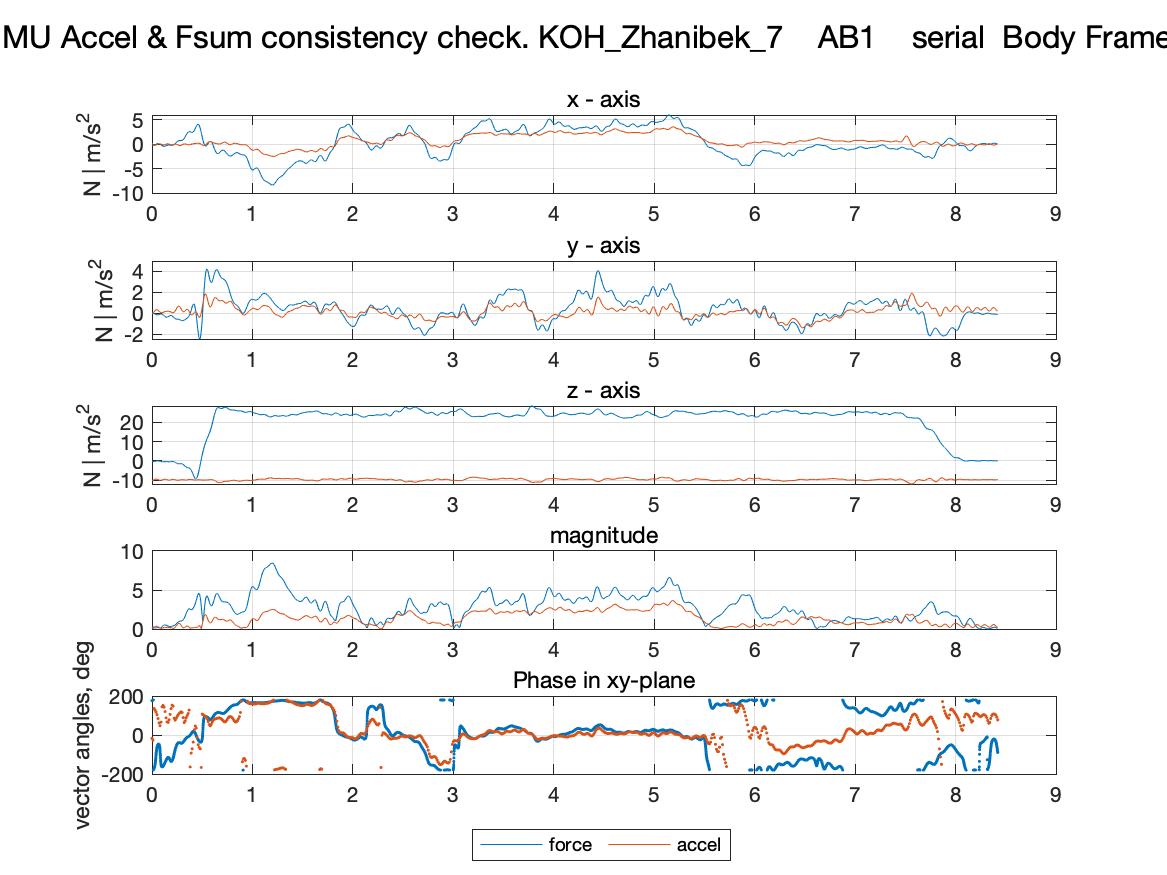 MU Accel & Fsum consistency check. KOH_Zhanibek_7 AB1 serial Body Frame
x - axis
N | m/s²
5
0
-5
-10
0 1 2 3 4 5 6 7 8 9
y - axis
N | m/s²
4
2
0
-2
0 1 2 3 4 5 6 7 8 9
z - axis
N | m/s²
20
10
0
-10
0 1 2 3 4 5 6 7 8 9
magnitude
10
5
0
0 1 2 3 4 5 6 7 8 9
Phase in xy-plane
vector angles, deg
200
0
-200
0 1 2 3 4 5 6 7 8 9
force accel